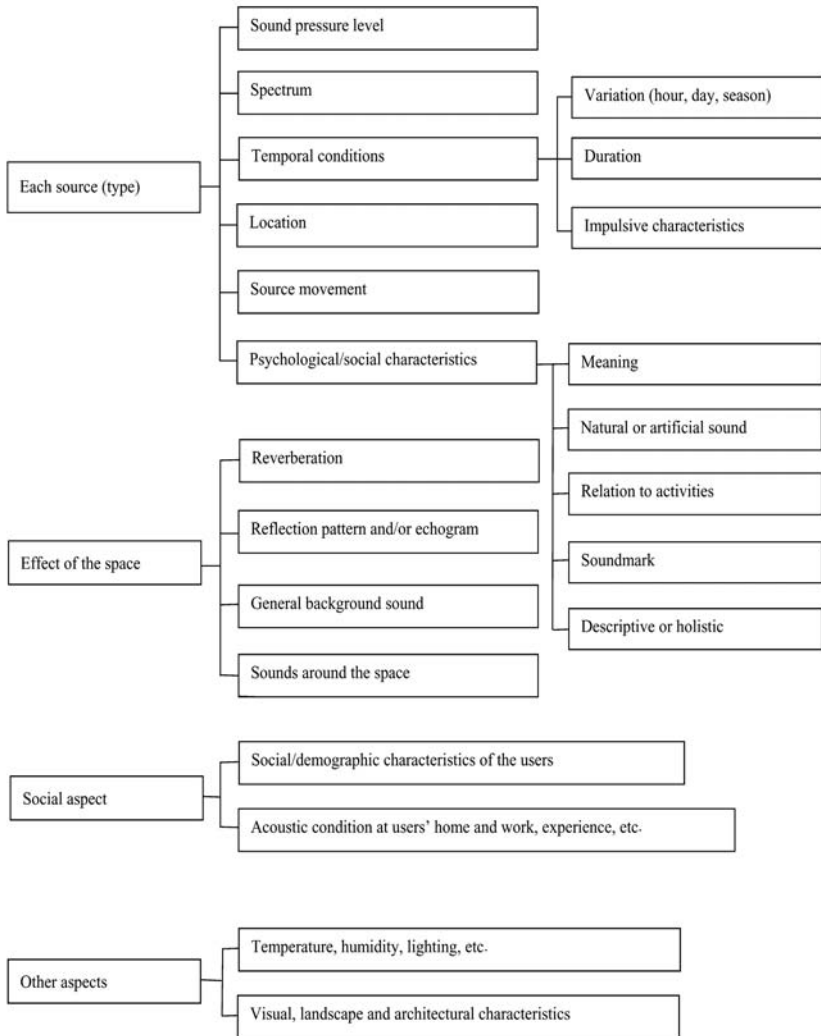 Each source (type)
Sound pressure level
Spectrum
Temporal conditions
Variation (hour, day, season)
Duration
Impulsive characteristics
Location
Source movement
Psychological/social characteristics
Meaning
Natural or artificial sound
Relation to activities
Soundmark
Descriptive or holistic
Effect of the space
Reverberation
Reflection pattern and/or echogram
General background sound
Sounds around the space
Social aspect
Social/demographic characteristics of the users
Acoustic condition at users’ home and work, experience, etc.
Other aspects
Temperature, humidity, lighting, etc.
Visual, landscape and architectural characteristics